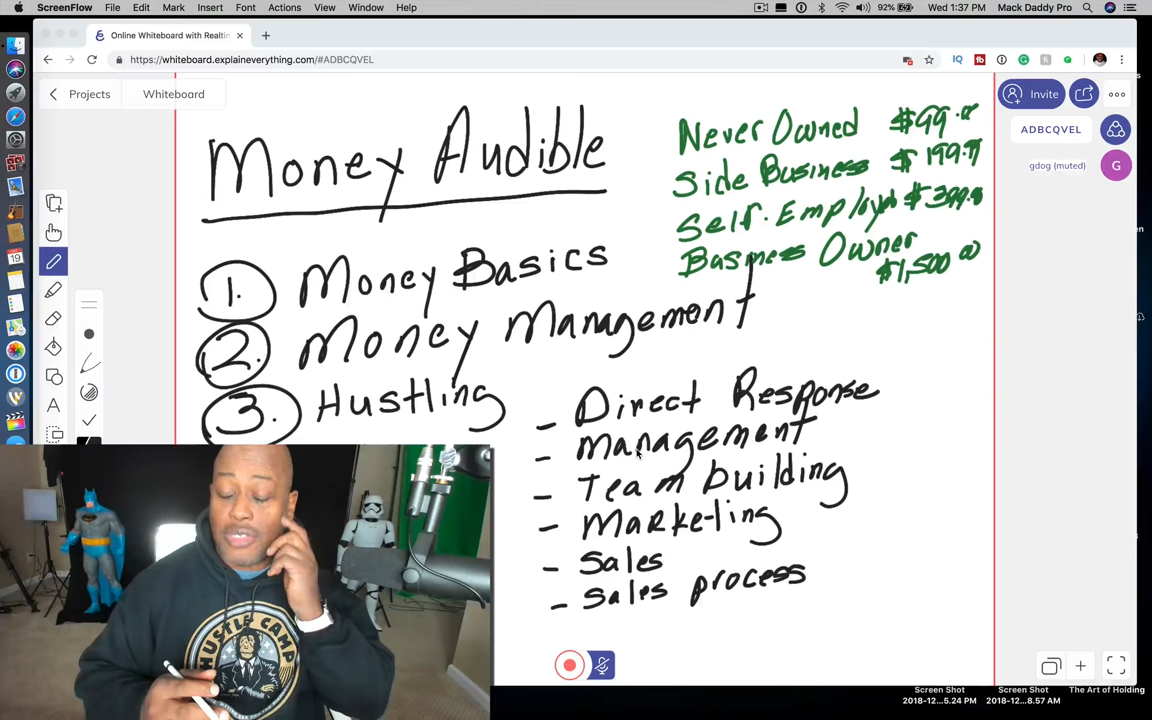 ScreenFlow File Edit Mark Insert Font Actions View Window Help 92% Wed 1:37 PM Mack Daddy Pro
Online Whiteboard with Realtin
https://whiteboard.explaineverything.com/#ADBCQVEL
Projects Whiteboard
Invite
ADBCQVEL
gdog (muted)
G
Money Audible
1. Money Basics
2. Money Management
3. Hustling
Never Owned $99.
Side Business $199.99
Self-Employed $399.
Business Owner
$1,500 00
- Direct Response
- Management
- Team building
- Marketing
- Sales
- Sales process
HUSTLE CAMP
Screen Shot
2018-12...5.24 PM
Screen Shot
2018-12...8.57 AM
The Art of Holding